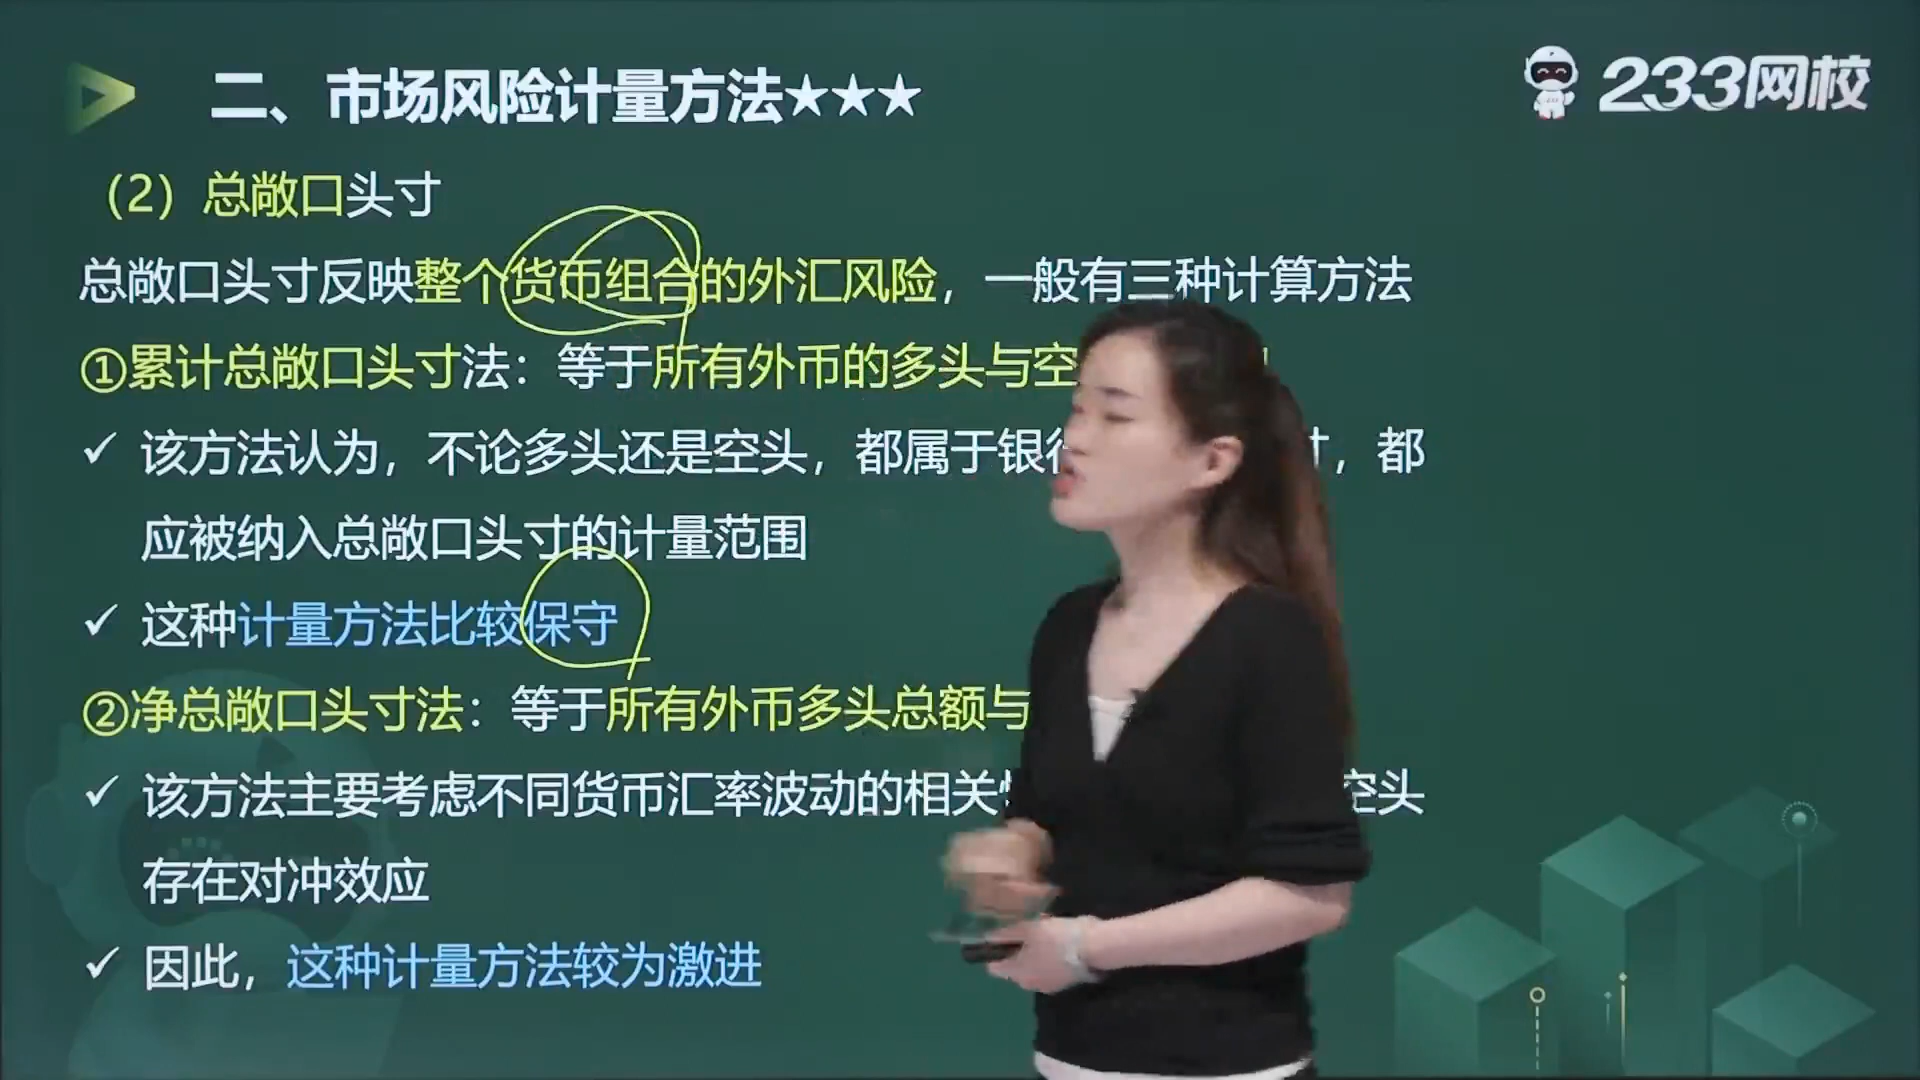 二、市场风险计量方法★★★
233网校
（2）总敞口头寸
总敞口头寸反映整个货币组合的外汇风险，一般有三种计算方法
①累计总敞口头寸法：等于所有外币的多头与空
✓ 该方法认为，不论多头还是空头，都属于银行 ，都
应被纳入总敞口头寸的计量范围
✓ 这种计量方法比较保守
②净总敞口头寸法：等于所有外币多头总额与
✓ 该方法主要考虑不同货币汇率波动的相关 空头
存在对冲效应
✓ 因此，这种计量方法较为激进